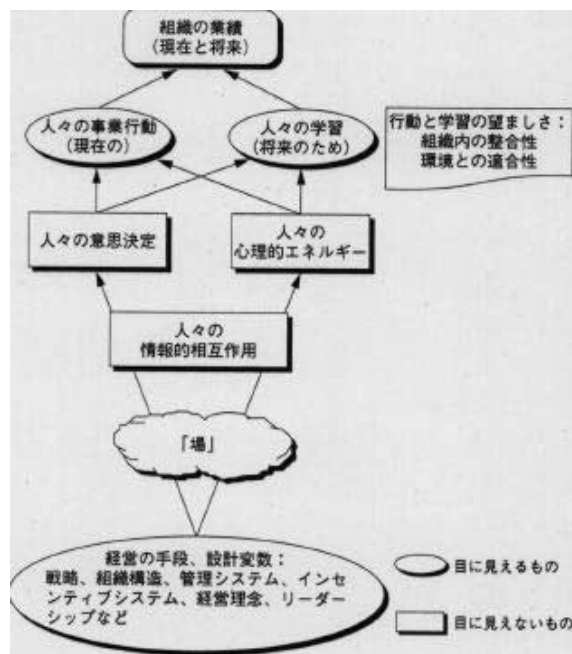 組織の業績
(現在と将来)
人々の事業行動
(現在の)
人々の学習
(将来のため)
行動と学習の望ましさ：
組織内の整合性
環境との適合性
人々の意思決定
人々の
心理的エネルギー
人々の
情報的相互作用
「場」
経営の手段、設計変数：
戦略、組織構造、管理システム、インセ
ンティブシステム、経営理念、リーダー
シップなど
目に見えるもの
目に見えないもの